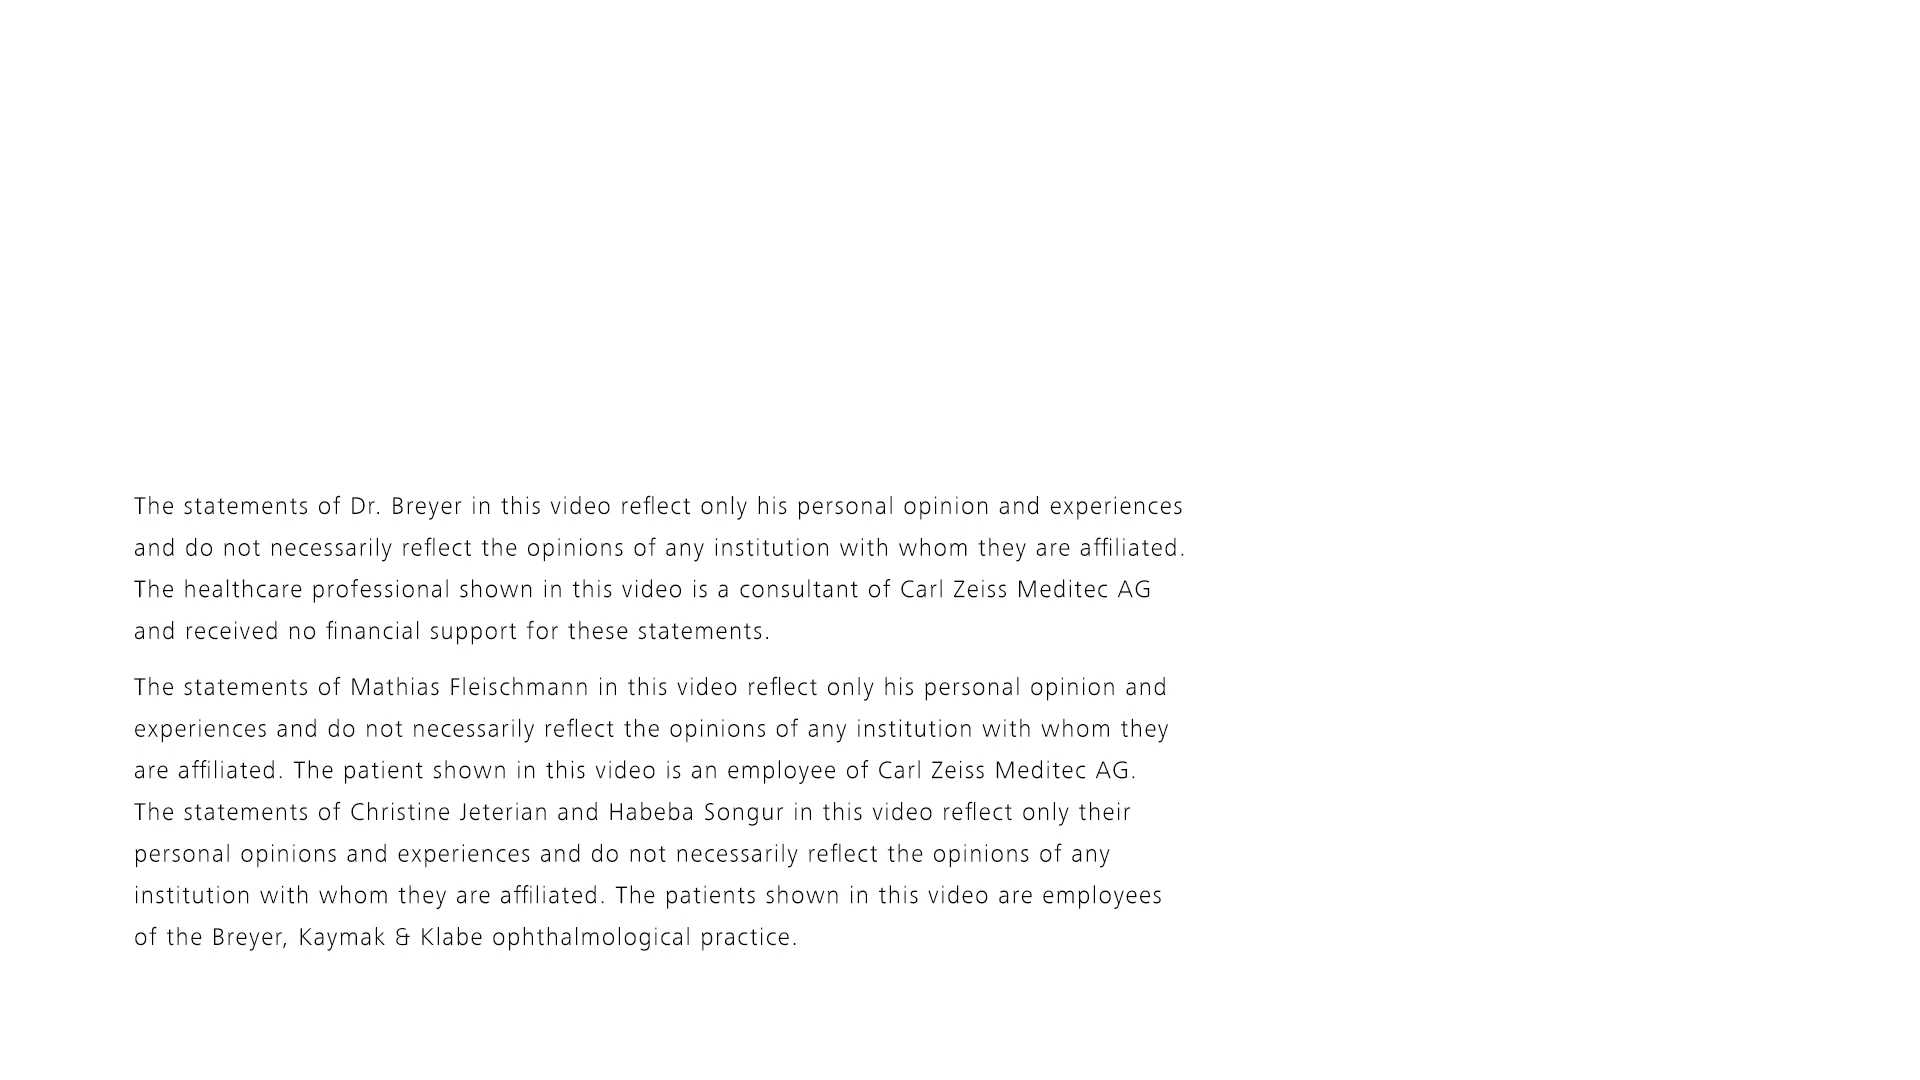 The statements of Dr. Breyer in this video reflect only his personal opinion and experiences
and do not necessarily reflect the opinions of any institution with whom they are affiliated.
The healthcare professional shown in this video is a consultant of Carl Zeiss Meditec AG
and received no financial support for these statements.
The statements of Mathias Fleischmann in this video reflect only his personal opinion and
experiences and do not necessarily reflect the opinions of any institution with whom they
are affiliated. The patient shown in this video is an employee of Carl Zeiss Meditec AG.
The statements of Christine Jeterian and Habeba Songur in this video reflect only their
personal opinions and experiences and do not necessarily reflect the opinions of any
institution with whom they are affiliated. The patients shown in this video are employees
of the Breyer, Kaymak & Klabe ophthalmological practice.